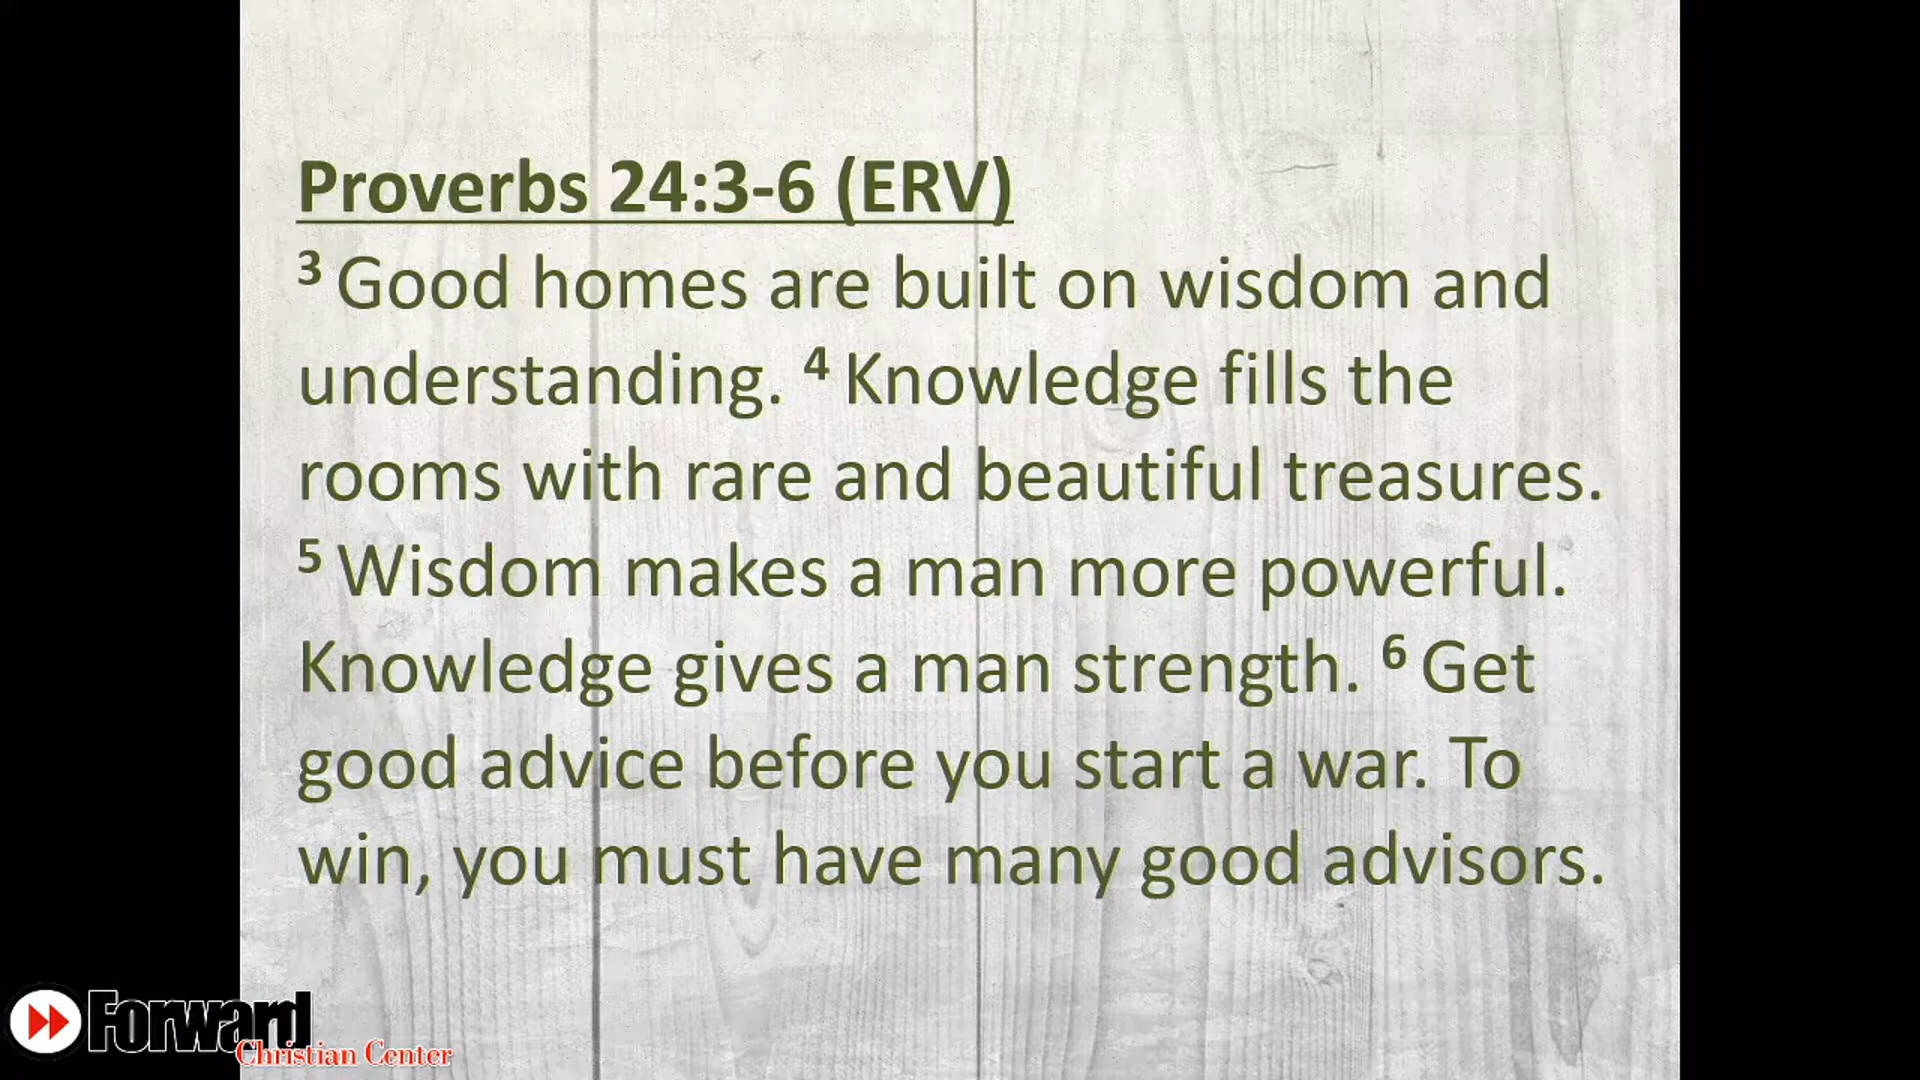 Proverbs 24:3-6 (ERV)
3 Good homes are built on wisdom and
understanding. 4 Knowledge fills the
rooms with rare and beautiful treasures.
5 Wisdom makes a man more powerful.
Knowledge gives a man strength. 6 Get
good advice before you start a war. To
win, you must have many good advisors.
Forward
Christian Center